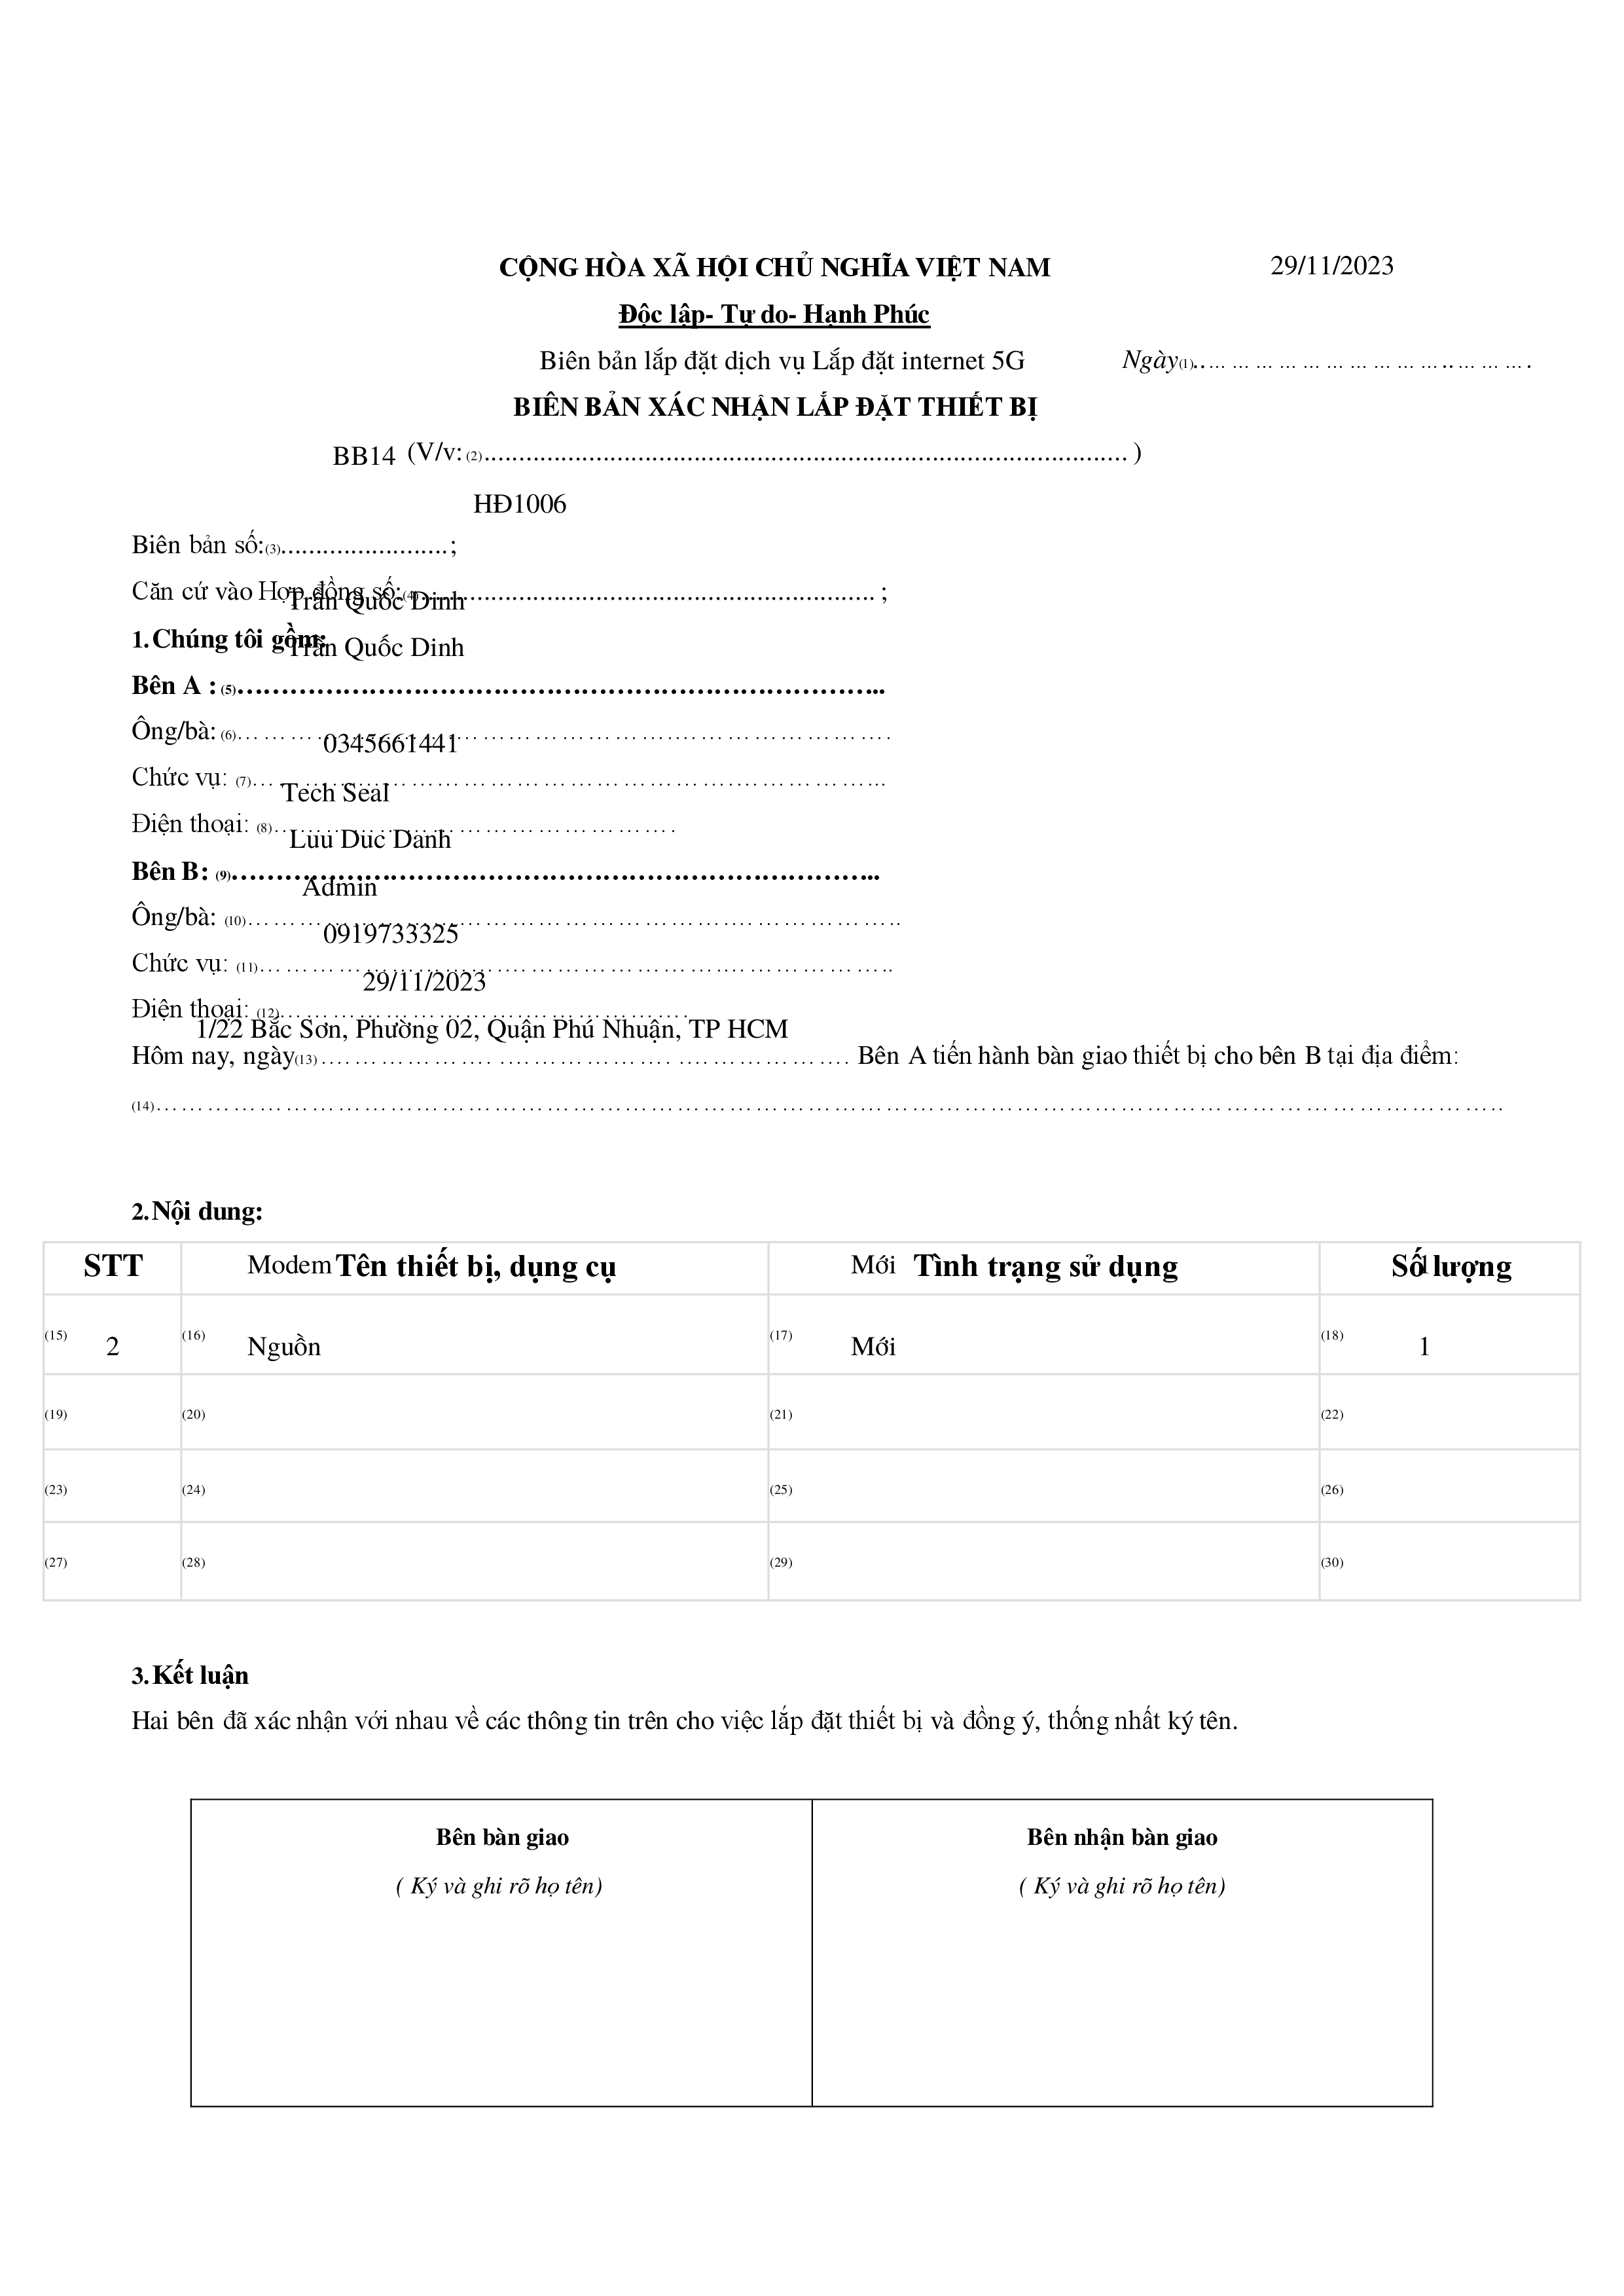 CỘNG HÒA XÃ HỘI CHỦ NGHĨA VIỆT NAM 29/11/2023
Độc lập- Tự do- Hạnh Phúc
Biên bản lắp đặt dịch vụ Lắp đặt internet 5G Ngày(1)..… … … … … … … … … … .. … … … .
BIÊN BẢN XÁC NHẬN LẮP ĐẶT THIẾT BỊ
BB14 (V/v: (2)............................................................................................ )
HĐ1006
Biên bản số:(3)........................ ;
Căn cứ vào Hợp đồng số:(4)................................................................. ;
Trần Quốc Dinh
1. Chúng tôi gồm:
Trần Quốc Dinh
Bên A : (5)……………………………………………………………..
Ông/bà: (6)……………………………………………………………….
0345661441
Chức vụ: (7)……………………………………………………………...
Tech Seal
Điện thoại: (8)……………………………………….
Luu Duc Danh
Bên B: (9)……………………………………………………………..
Admin
Ông/bà: (10)………………………………………………………………..
0919733325
Chức vụ: (11)……………………………………………………………..
29/11/2023
Điện thoại: (12)……………………………………….
1/22 Bắc Sơn, Phường 02, Quận Phú Nhuận, TP HCM
Hôm nay, ngày(13)…………………………………………………. Bên A tiến hành bàn giao thiết bị cho bên B tại địa điểm:
(14)……………………………………………………………………………………………………………………………..
2. Nội dung:
STT Modem Tên thiết bị, dụng cụ Mới Tình trạng sử dụng Số lượng 1
(15) 2 (16) Nguồn (17) Mới (18) 1
(19) (20) (21) (22)
(23) (24) (25) (26)
(27) (28) (29) (30)
3. Kết luận
Hai bên đã xác nhận với nhau về các thông tin trên cho việc lắp đặt thiết bị và đồng ý, thống nhất ký tên.
Bên bàn giao Bên nhận bàn giao
( Ký và ghi rõ họ tên) ( Ký và ghi rõ họ tên)